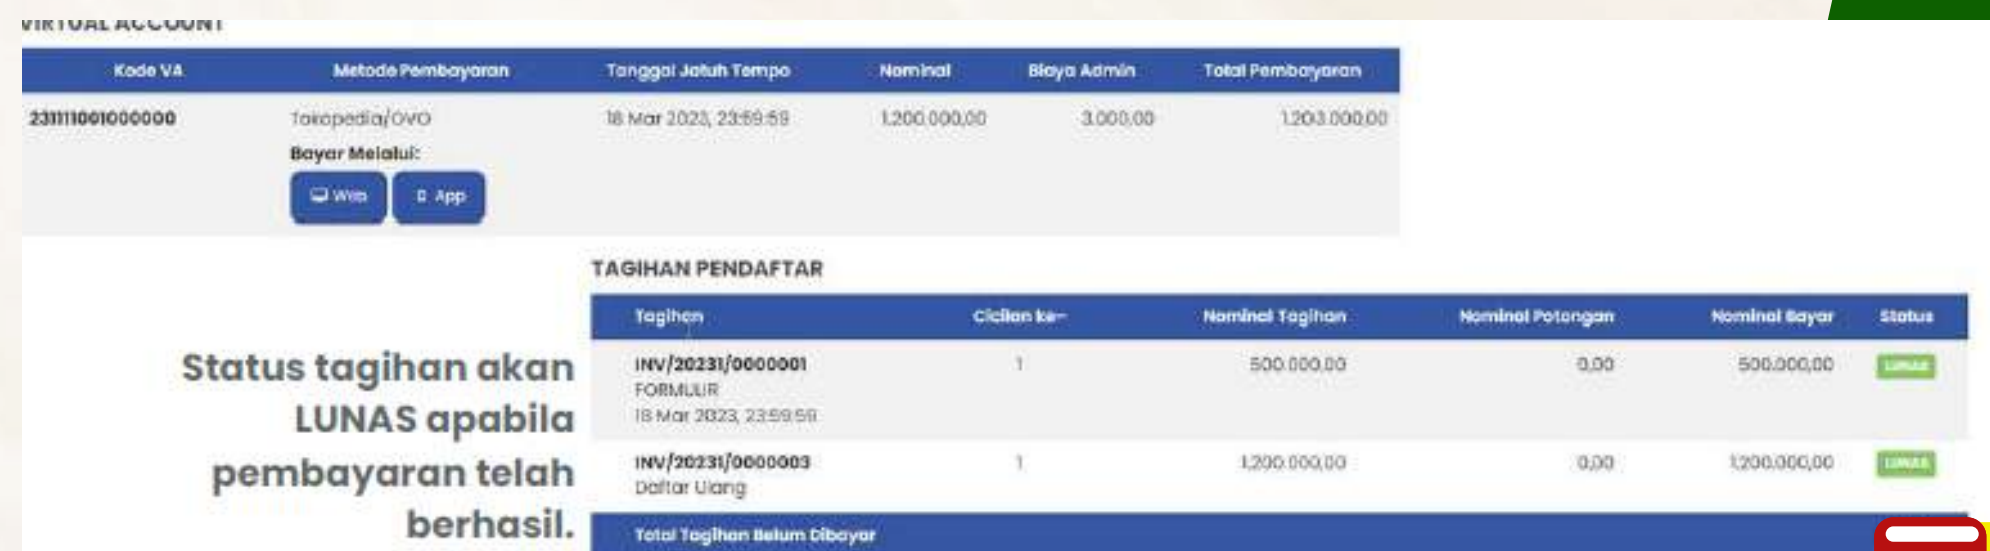 VIRTUAL ACCOUNT
Kode VA Metode Pembayaran Tanggal Jatuh Tempo Nominal Biaya Admin Total Pembayaran
231111001000000 Tokopedia/OVO 18 Mar 2023, 23:59:59 1.200.000,00 3.000,00 1.203.000,00
Bayar Melalui:
Web App
TAGIHAN PENDAFTAR
Tagihan Cicilan ke- Nominal Tagihan Nominal Potongan Nominal Bayar Status
INV/20231/0000001 1 500.000,00 0,00 500.000,00 LUNAS
FORMULIR
18 Mar 2023, 23:59:59
INV/20231/0000003 1 1.200.000,00 0,00 1.200.000,00 LUNAS
Daftar Ulang
Total Tagihan Belum Dibayar
Status tagihan akan
LUNAS apabila
pembayaran telah
berhasil.